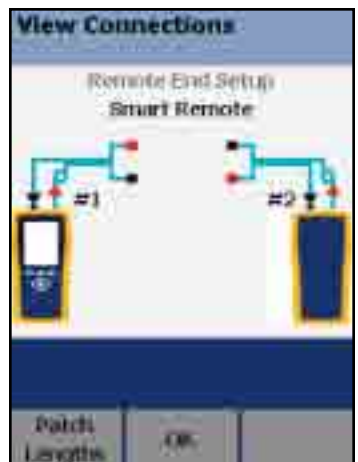 View Connections
Remote End Setup
Smart Remote
#1 #2
Patch OK
Lengths